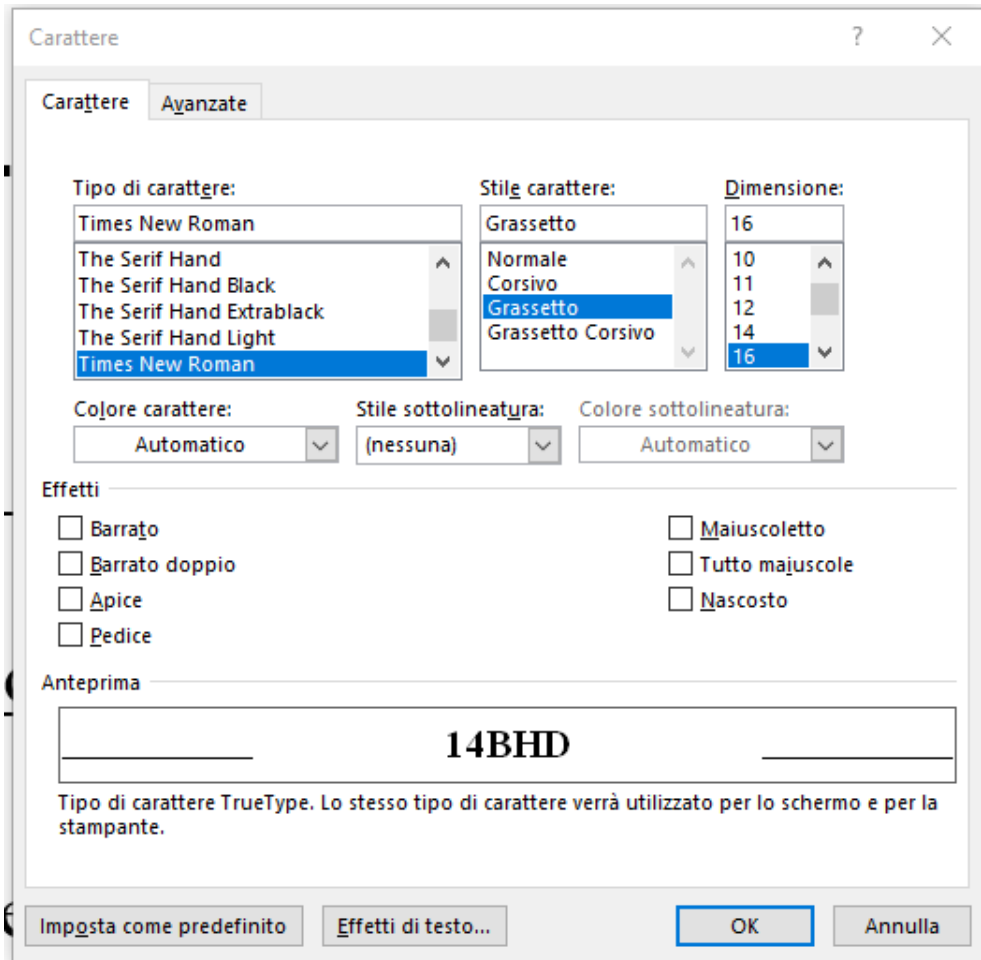 Carattere ?
Carattere Avanzate
Tipo di carattere: Stile carattere: Dimensione:
Times New Roman Grassetto 16
The Serif Hand Normale 10
The Serif Hand Black Corsivo 11
The Serif Hand Extrablack Grassetto 12
The Serif Hand Light Grassetto Corsivo 14
Times New Roman 16
Colore carattere: Stile sottolineatura: Colore sottolineatura:
Automatico (nessuna) Automatico
Effetti
Barrato Maiuscoletto
Barrato doppio Tutto maiuscole
Apice Nascosto
Pedice
Anteprima
14BHD
Tipo di carattere TrueType. Lo stesso tipo di carattere verrà utilizzato per lo schermo e per la
stampante.
Imposta come predefinito Effetti di testo... OK Annulla